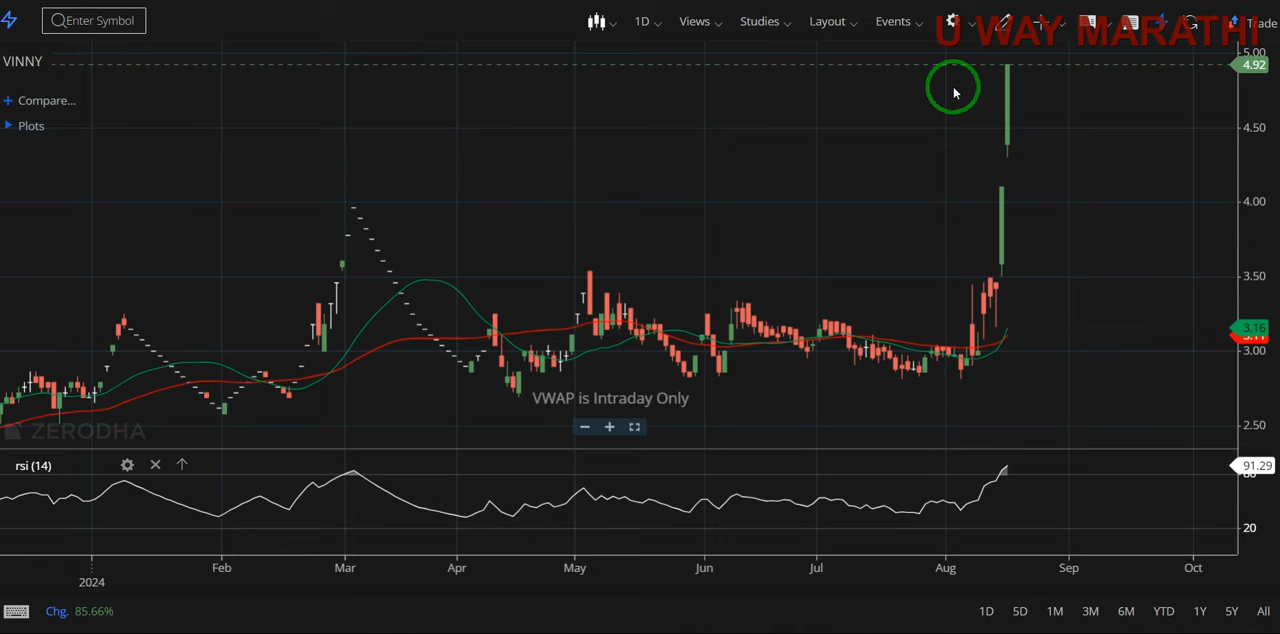 Enter Symbol 1D Views Studies Layout Events Trade
U WAY MARATHI
VINNY
Compare...
Plots
5.00
4.92
4.50
4.00
3.50
3.16
3.11
3.00
2.50
VWAP is Intraday Only
ZERODHA
rsi (14)
91.29
80
20
Feb Mar Apr May Jun Jul Aug Sep Oct
2024
Chg. 85.66% 1D 5D 1M 3M 6M YTD 1Y 5Y All